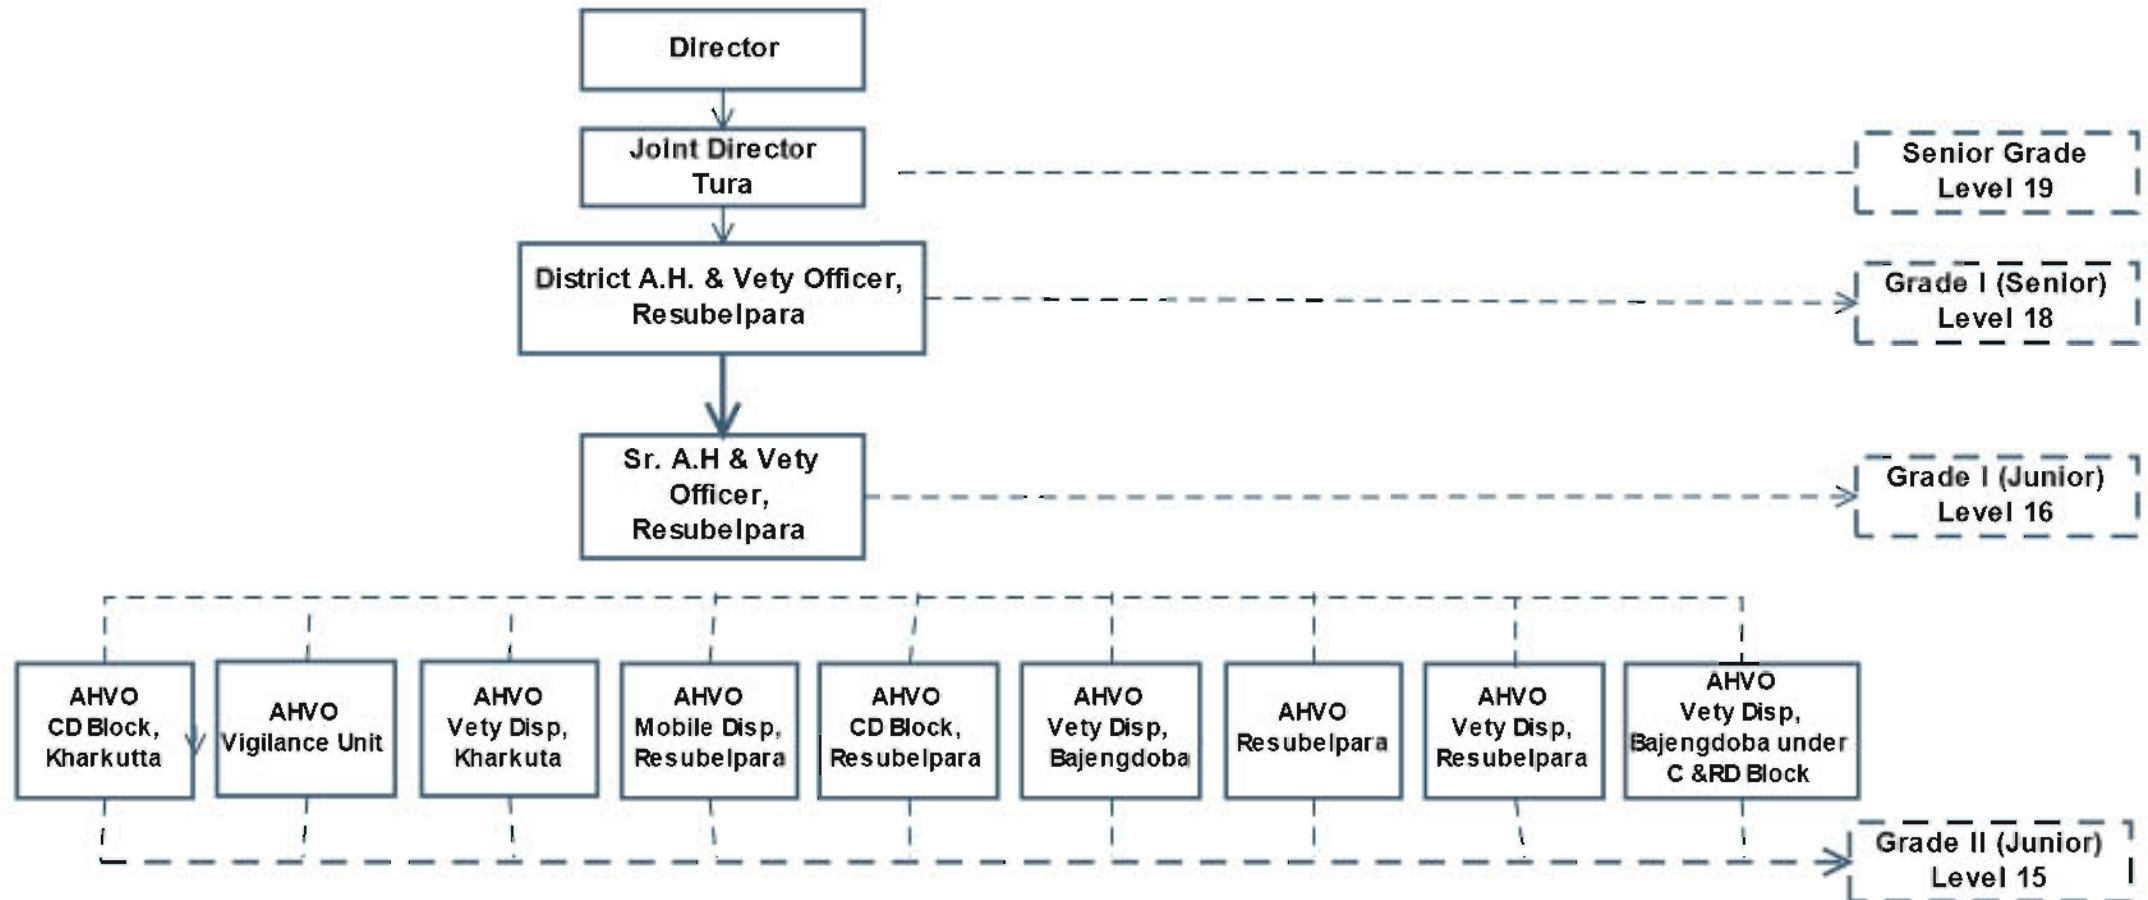 Director
Joint Director
Tura
Senior Grade
Level 19
District A.H. & Vety Officer,
Resubelpara
Grade I (Senior)
Level 18
Sr. A.H & Vety
Officer,
Resubelpara
Grade I (Junior)
Level 16
AHVO
CD Block,
Kharkutta
AHVO
Vigilance Unit
AHVO
Vety Disp,
Kharkuta
AHVO
Mobile Disp,
Resubelpara
AHVO
CD Block,
Resubelpara
AHVO
Vety Disp,
Bajengdoba
AHVO
Resubelpara
AHVO
Vety Disp,
Resubelpara
AHVO
Vety Disp,
Bajengdoba under
C &RD Block
Grade II (Junior)
Level 15